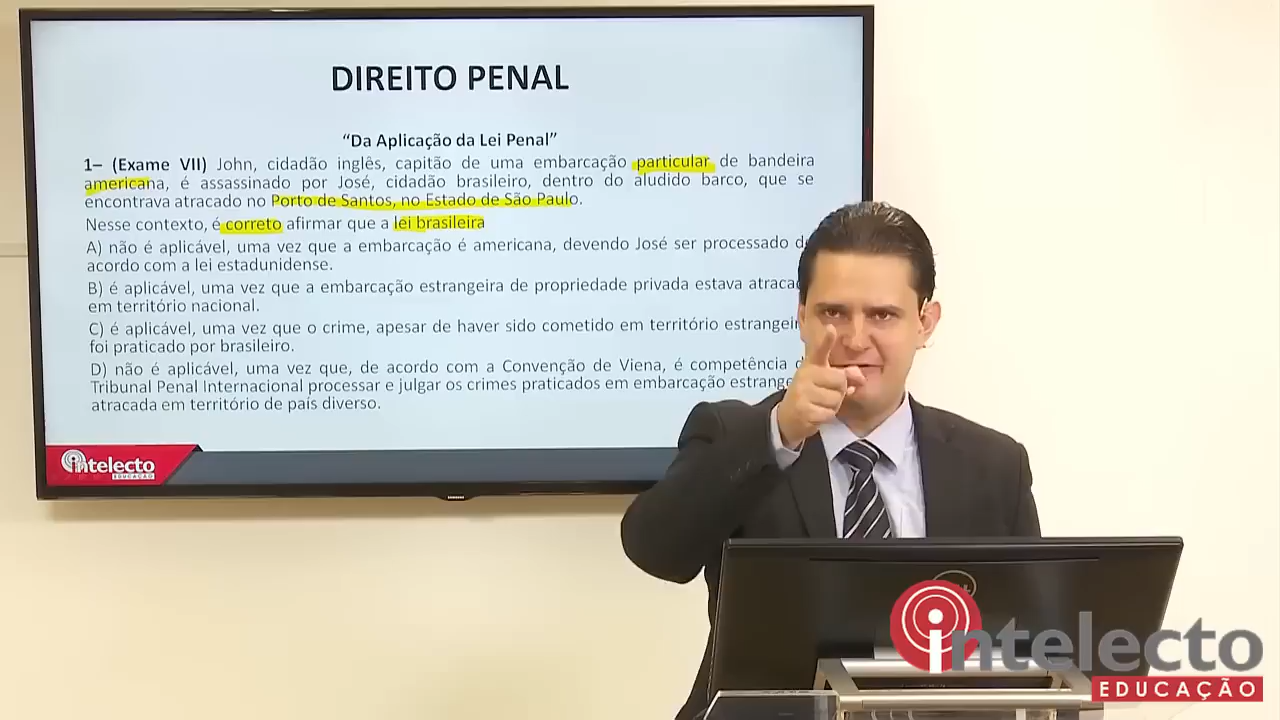 DIREITO PENAL
“Da Aplicação da Lei Penal”
1– (Exame VII) John, cidadão inglês, capitão de uma embarcação particular de bandeira
americana, é assassinado por José, cidadão brasileiro, dentro do aludido barco, que se
encontrava atracado no Porto de Santos, no Estado de São Paulo.
Nesse contexto, é correto afirmar que a lei brasileira
A) não é aplicável, uma vez que a embarcação é americana, devendo José ser processado
acordo com a lei estadunidense.
B) é aplicável, uma vez que a embarcação estrangeira de propriedade privada estava
em território nacional.
C) é aplicável, uma vez que o crime, apesar de haver sido cometido em território
foi praticado por brasileiro.
D) não é aplicável, uma vez que, de acordo com a Convenção de Viena, é competência
Tribunal Penal Internacional processar e julgar os crimes praticados em embarcação
atracada em território de país diverso.
intelecto
EDUCAÇÃO
intelecto
EDUCAÇÃO